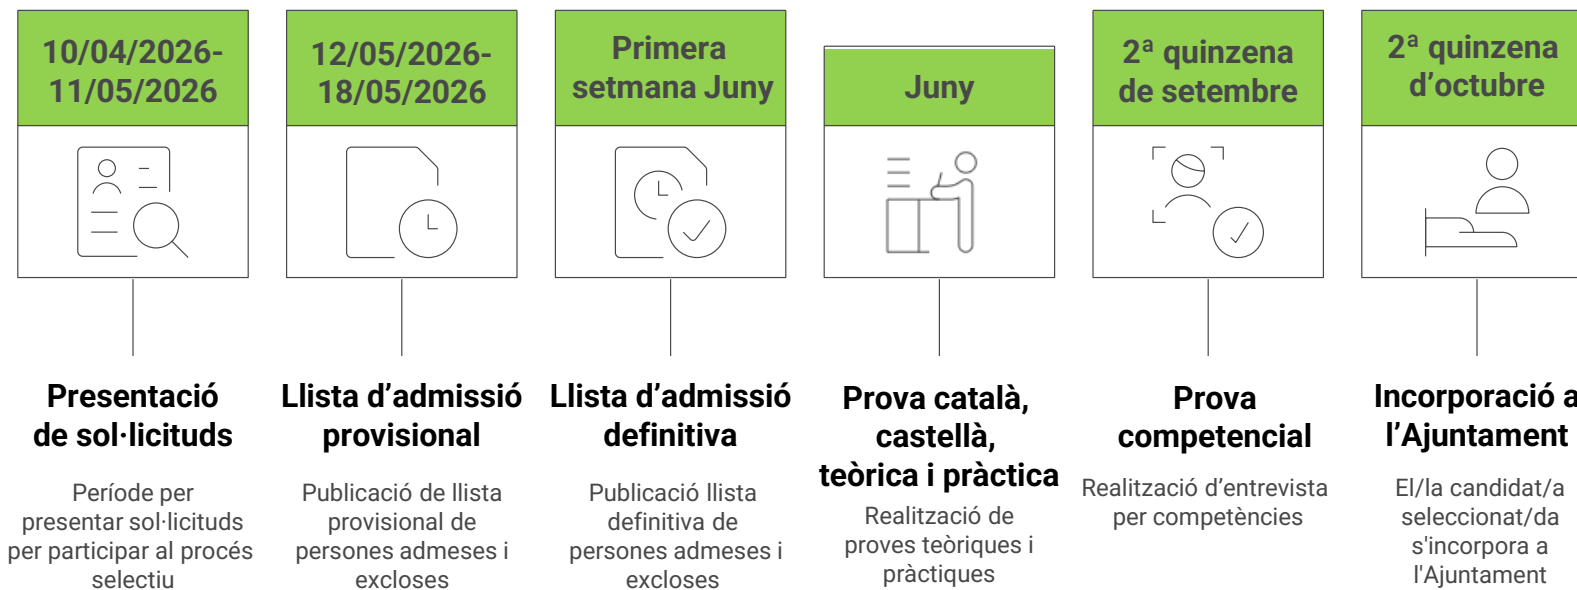 10/04/2026-
11/05/2026
12/05/2026-
18/05/2026
Primera
setmana Juny
Juny
2ª quinzena
de setembre
2ª quinzena
d’octubre
Presentació
de sol·licituds
Període per
presentar sol·licituds
per participar al procés
selectiu
Llista d’admissió
provisional
Publicació de llista
provisional de
persones admeses i
excloses
Llista d’admissió
definitiva
Publicació llista
definitiva de
persones admeses i
excloses
Prova català,
castellà,
teòrica i pràctica
Realització de
proves teòriques i
pràctiques
Prova
competencial
Realització d’entrevista
per competències
Incorporació a
l’Ajuntament
El/la candidat/a
seleccionat/da
s'incorpora a
l'Ajuntament